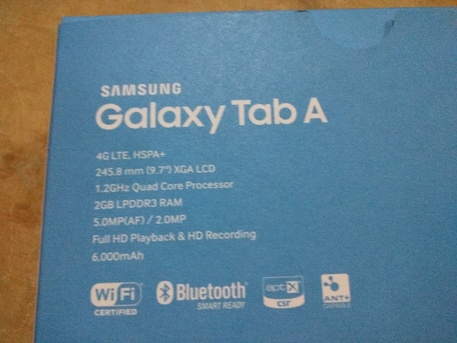 SAMSUNG
Galaxy Tab A
4G LTE, HSPA+
245.8 mm (9.7") XGA LCD
1.2GHz Quad Core Processor
2GB LPDDR3 RAM
5.0MP(AF) / 2.0MP
Full HD Playback & HD Recording
6,000mAh
WiFi Bluetooth® aptX ANT+
CERTIFIED SMART READY CSR